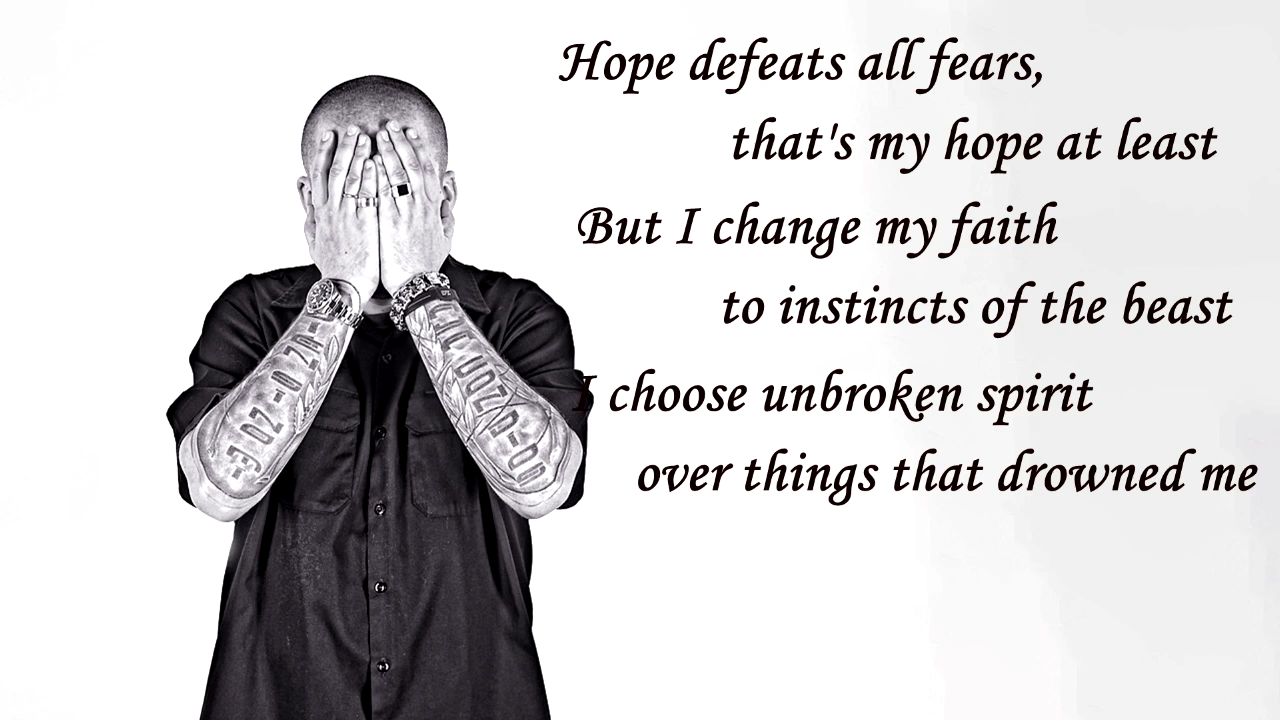 Hope defeats all fears,
that's my hope at least
But I change my faith
to instincts of the beast
I choose unbroken spirit
over things that drowned me